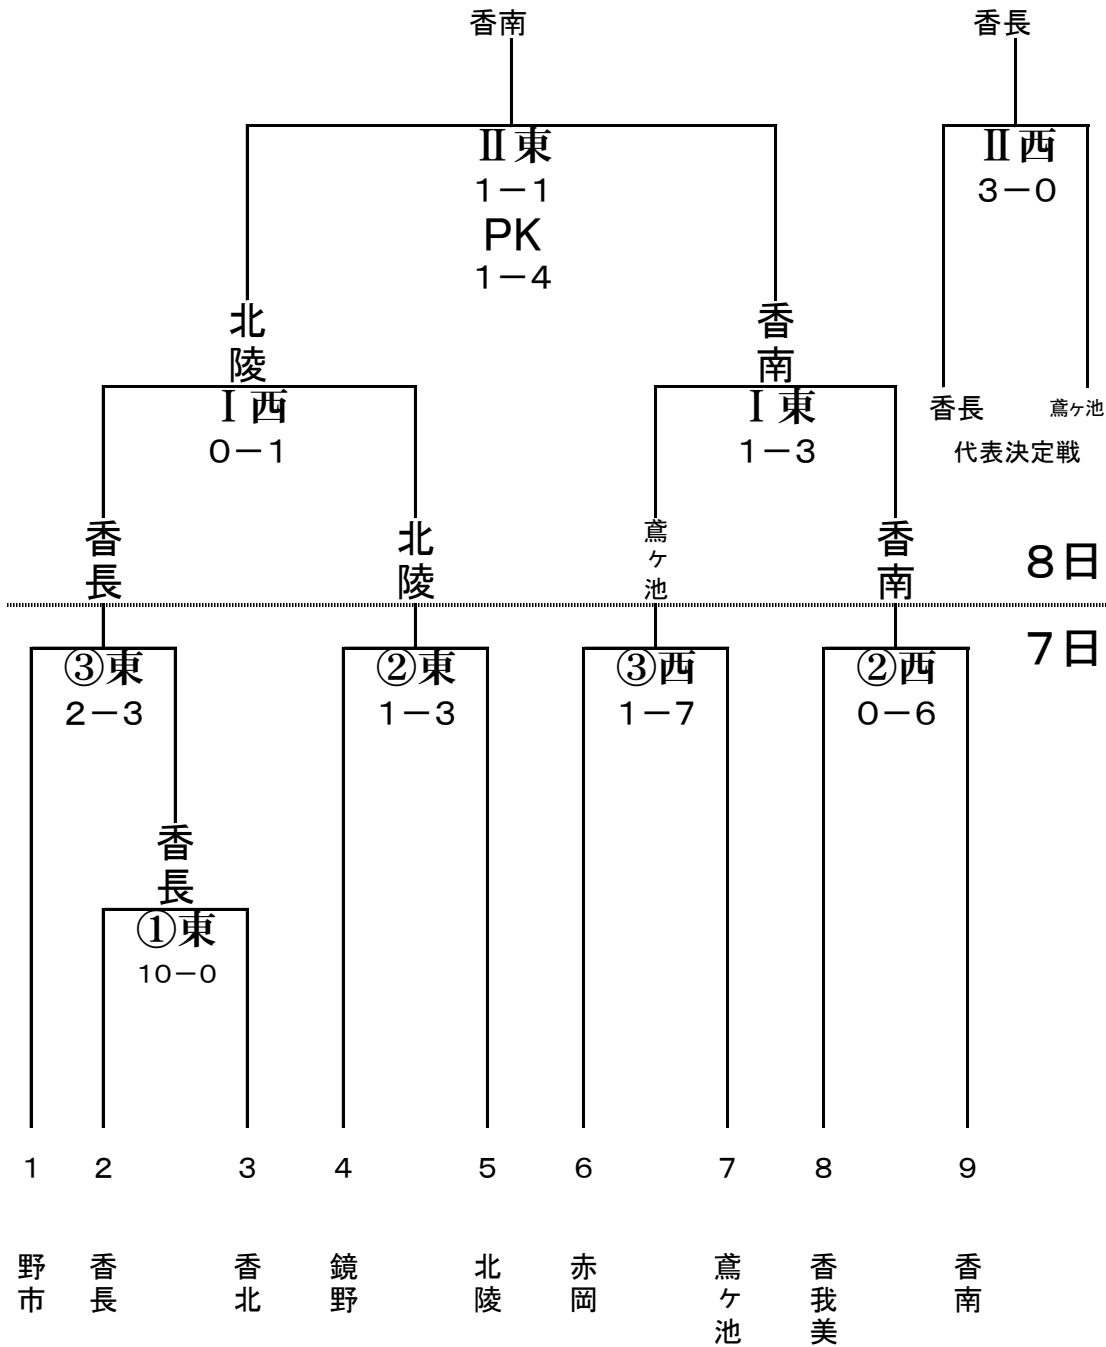 香南
香長
Ⅱ東
1－1
PK
1－4
Ⅱ西
3－0
北陵
香南
Ⅰ西
0－1
Ⅰ東
1－3
香長
鳶ヶ池
代表決定戦
香長
北陵
鳶ヶ池
香南
8日
7日
③東
2－3
②東
1－3
③西
1－7
②西
0－6
香長
①東
10－0
1 2 3 4 5 6 7 8 9
野市
香長
香北
鏡野
北陵
赤岡
鳶ヶ池
香我美
香南